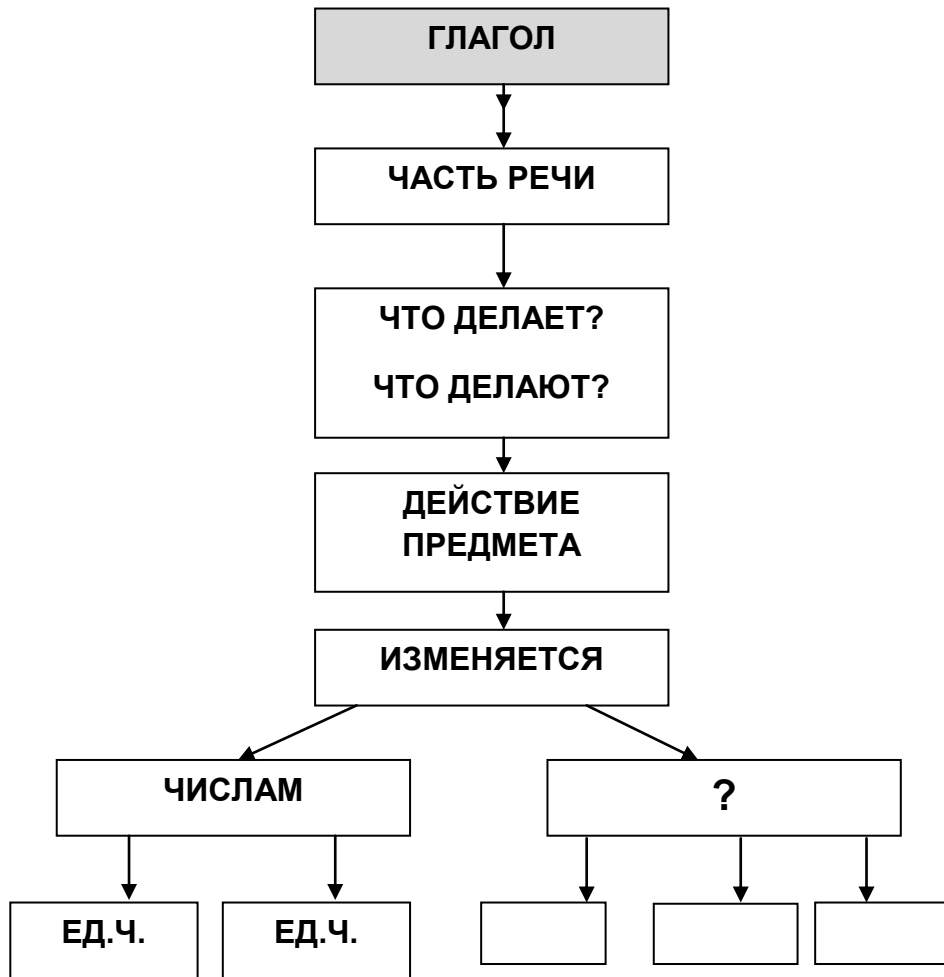 ГЛАГОЛ
ЧАСТЬ РЕЧИ
ЧТО ДЕЛАЕТ?
ЧТО ДЕЛАЮТ?
ДЕЙСТВИЕ
ПРЕДМЕТА
ИЗМЕНЯЕТСЯ
ЧИСЛАМ
?
ЕД.Ч.
ЕД.Ч.